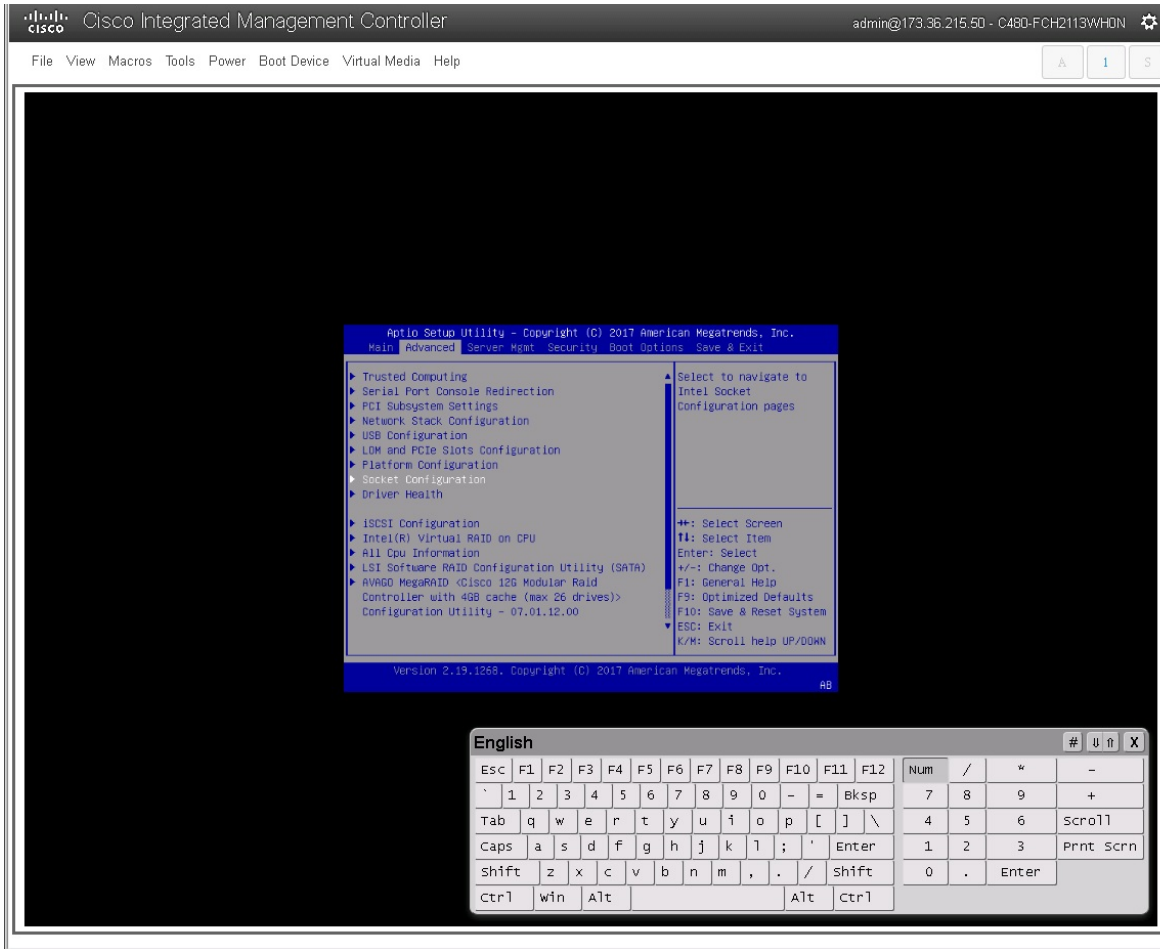 cisco Cisco Integrated Management Controller admin@173.36.215.50 - C480-FCH2113WH0N
File View Macros Tools Power Boot Device Virtual Media Help A 1 S
Aptio Setup Utility - Copyright (C) 2017 American Megatrends, Inc.
Main Advanced Server Mgmt Security Boot Options Save & Exit
Trusted Computing
Serial Port Console Redirection
PCI Subsystem Settings
Network Stack Configuration
USB Configuration
LOM and PCIe Slots Configuration
Platform Configuration
Socket Configuration
Driver Health
iSCSI Configuration
Intel(R) Virtual RAID on CPU
All Cpu Information
LSI Software RAID Configuration Utility (SATA)
AVAGO MegaRAID <Cisco 12G Modular Raid
Controller with 4GB cache (max 26 drives)>
Configuration Utility - 07.01.12.00
Select to navigate to
Intel Socket
Configuration pages
→←: Select Screen
↑↓: Select Item
Enter: Select
+/-: Change Opt.
F1: General Help
F9: Optimized Defaults
F10: Save & Reset System
ESC: Exit
K/M: Scroll help UP/DOWN
Version 2.19.1268. Copyright (C) 2017 American Megatrends, Inc.
AB
English # ⇓⇑ X
Esc F1 F2 F3 F4 F5 F6 F7 F8 F9 F10 F11 F12 Num / * -
` 1 2 3 4 5 6 7 8 9 0 - = Bksp 7 8 9 +
Tab q w e r t y u i o p [ ] \ 4 5 6 Scroll
Caps a s d f g h j k l ; ' Enter 1 2 3 Prnt Scrn
Shift z x c v b n m , . / Shift 0 . Enter
Ctrl Win Alt Alt Ctrl